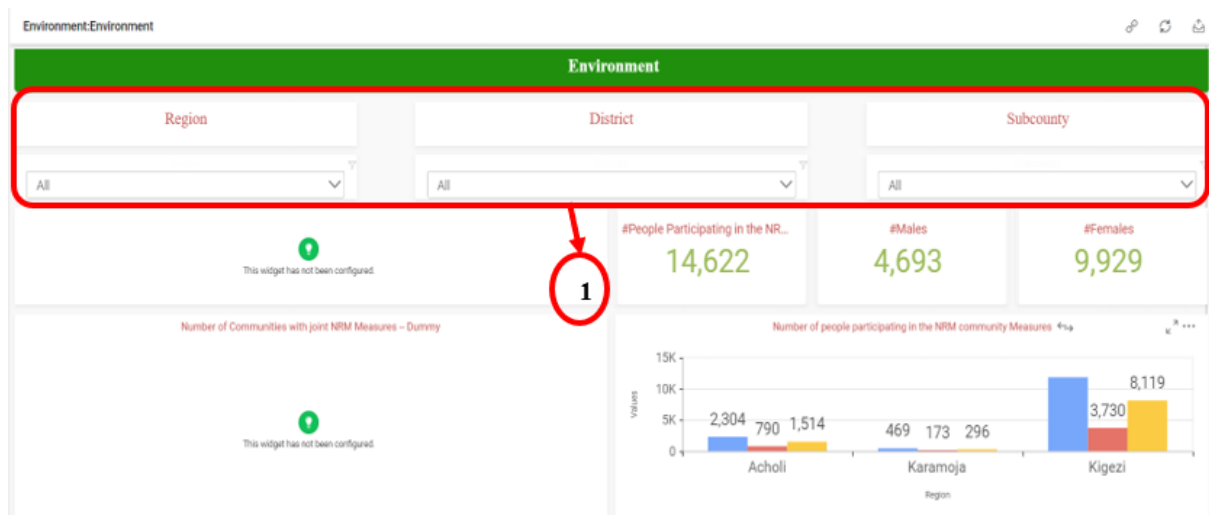 Environment:Environment
Environment
Region
District
Subcounty
All
All
All
This widget has not been configured.
#People Participating in the NR...
14,622
#Males
4,693
#Females
9,929
1
Number of Communities with joint NRM Measures – Dummy
This widget has not been configured.
Number of people participating in the NRM community Measures
15K
10K
5K
0
Values
2,304
790
1,514
469
173
296
3,730
8,119
Acholi
Karamoja
Kigezi
Region